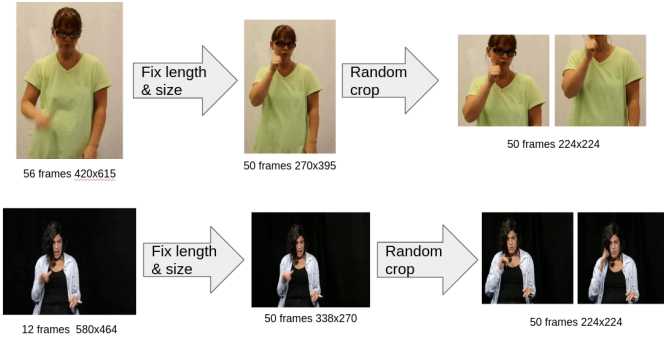 Fix length
& size
Random
crop
56 frames 420x615
50 frames 270x395
50 frames 224x224
Fix length
& size
Random
crop
12 frames  580x464
50 frames 338x270
50 frames 224x224